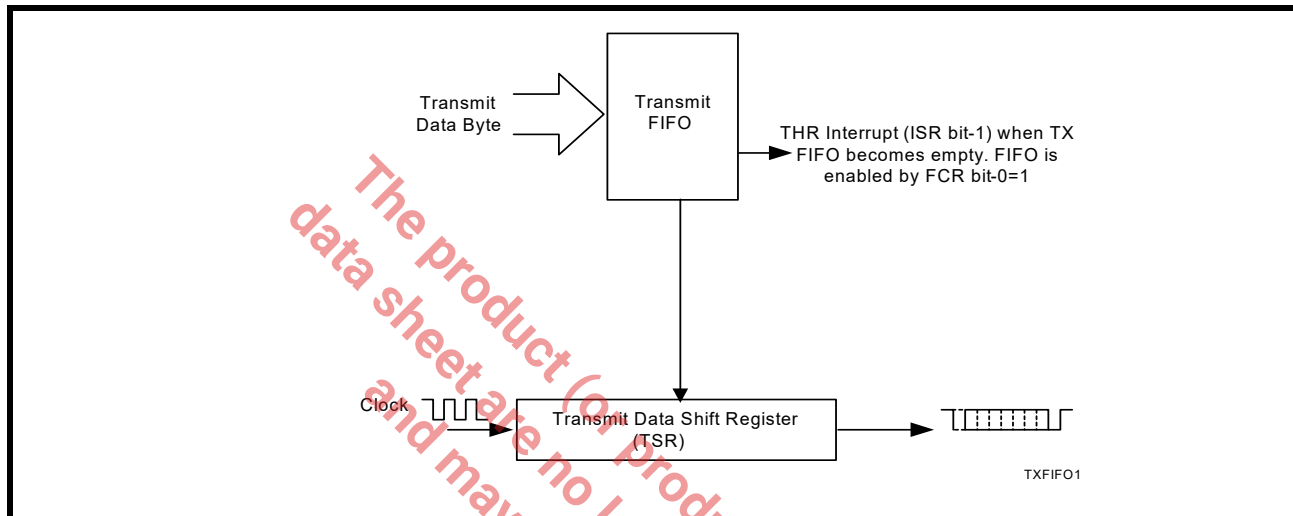 Transmit
Data Byte
Transmit
FIFO
THR Interrupt (ISR bit-1) when TX
FIFO becomes empty. FIFO is
enabled by FCR bit-0=1
Clock
Transmit Data Shift Register
(TSR)
TXFIFO1
The product (or
data sheet are no
and may